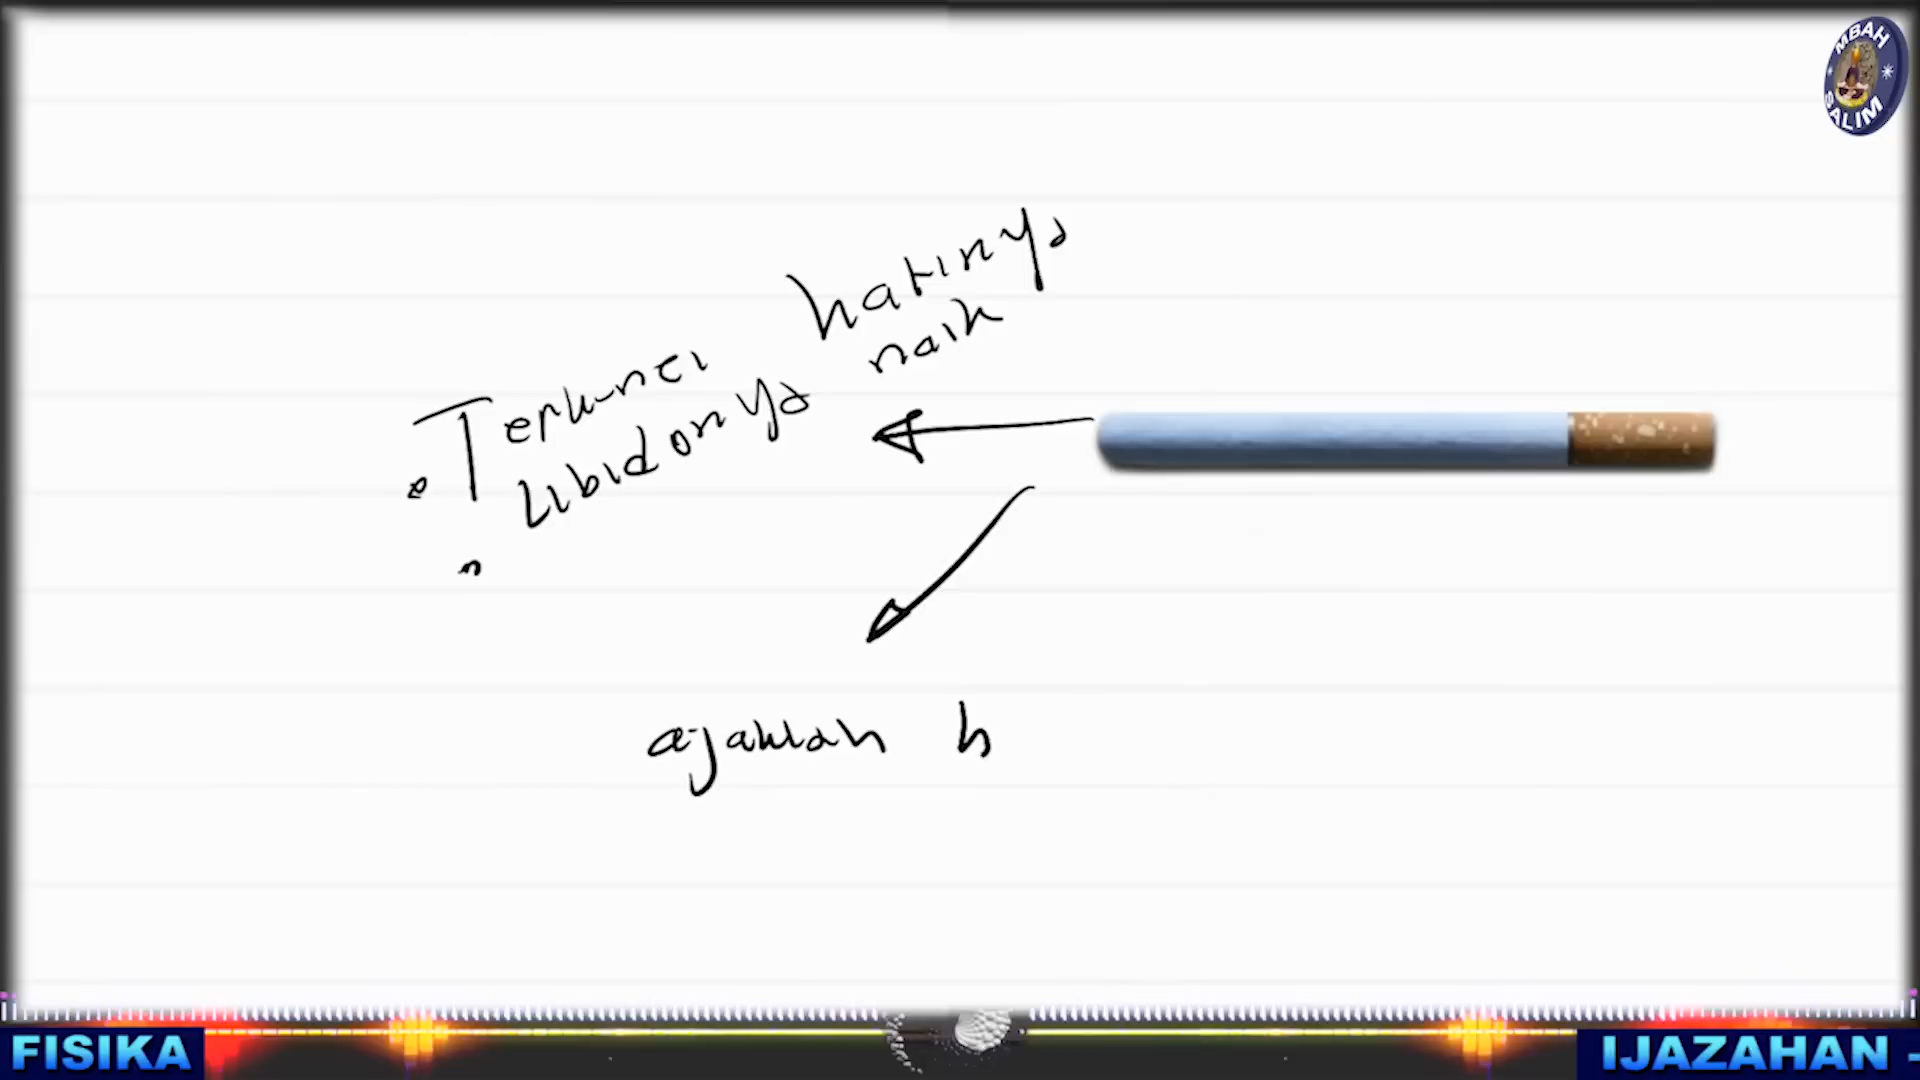 MBAH
SALIM
Terkunci hatinya
Libidonya naik
ajaklah h
FISIKA
IJAZAHAN -